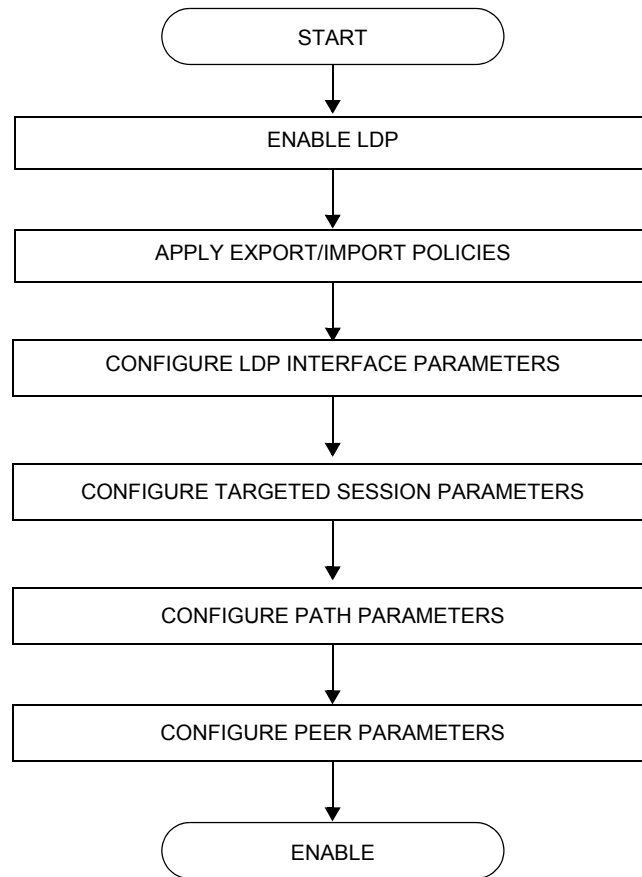 START
ENABLE LDP
APPLY EXPORT/IMPORT POLICIES
CONFIGURE LDP INTERFACE PARAMETERS
CONFIGURE TARGETED SESSION PARAMETERS
CONFIGURE PATH PARAMETERS
CONFIGURE PEER PARAMETERS
ENABLE